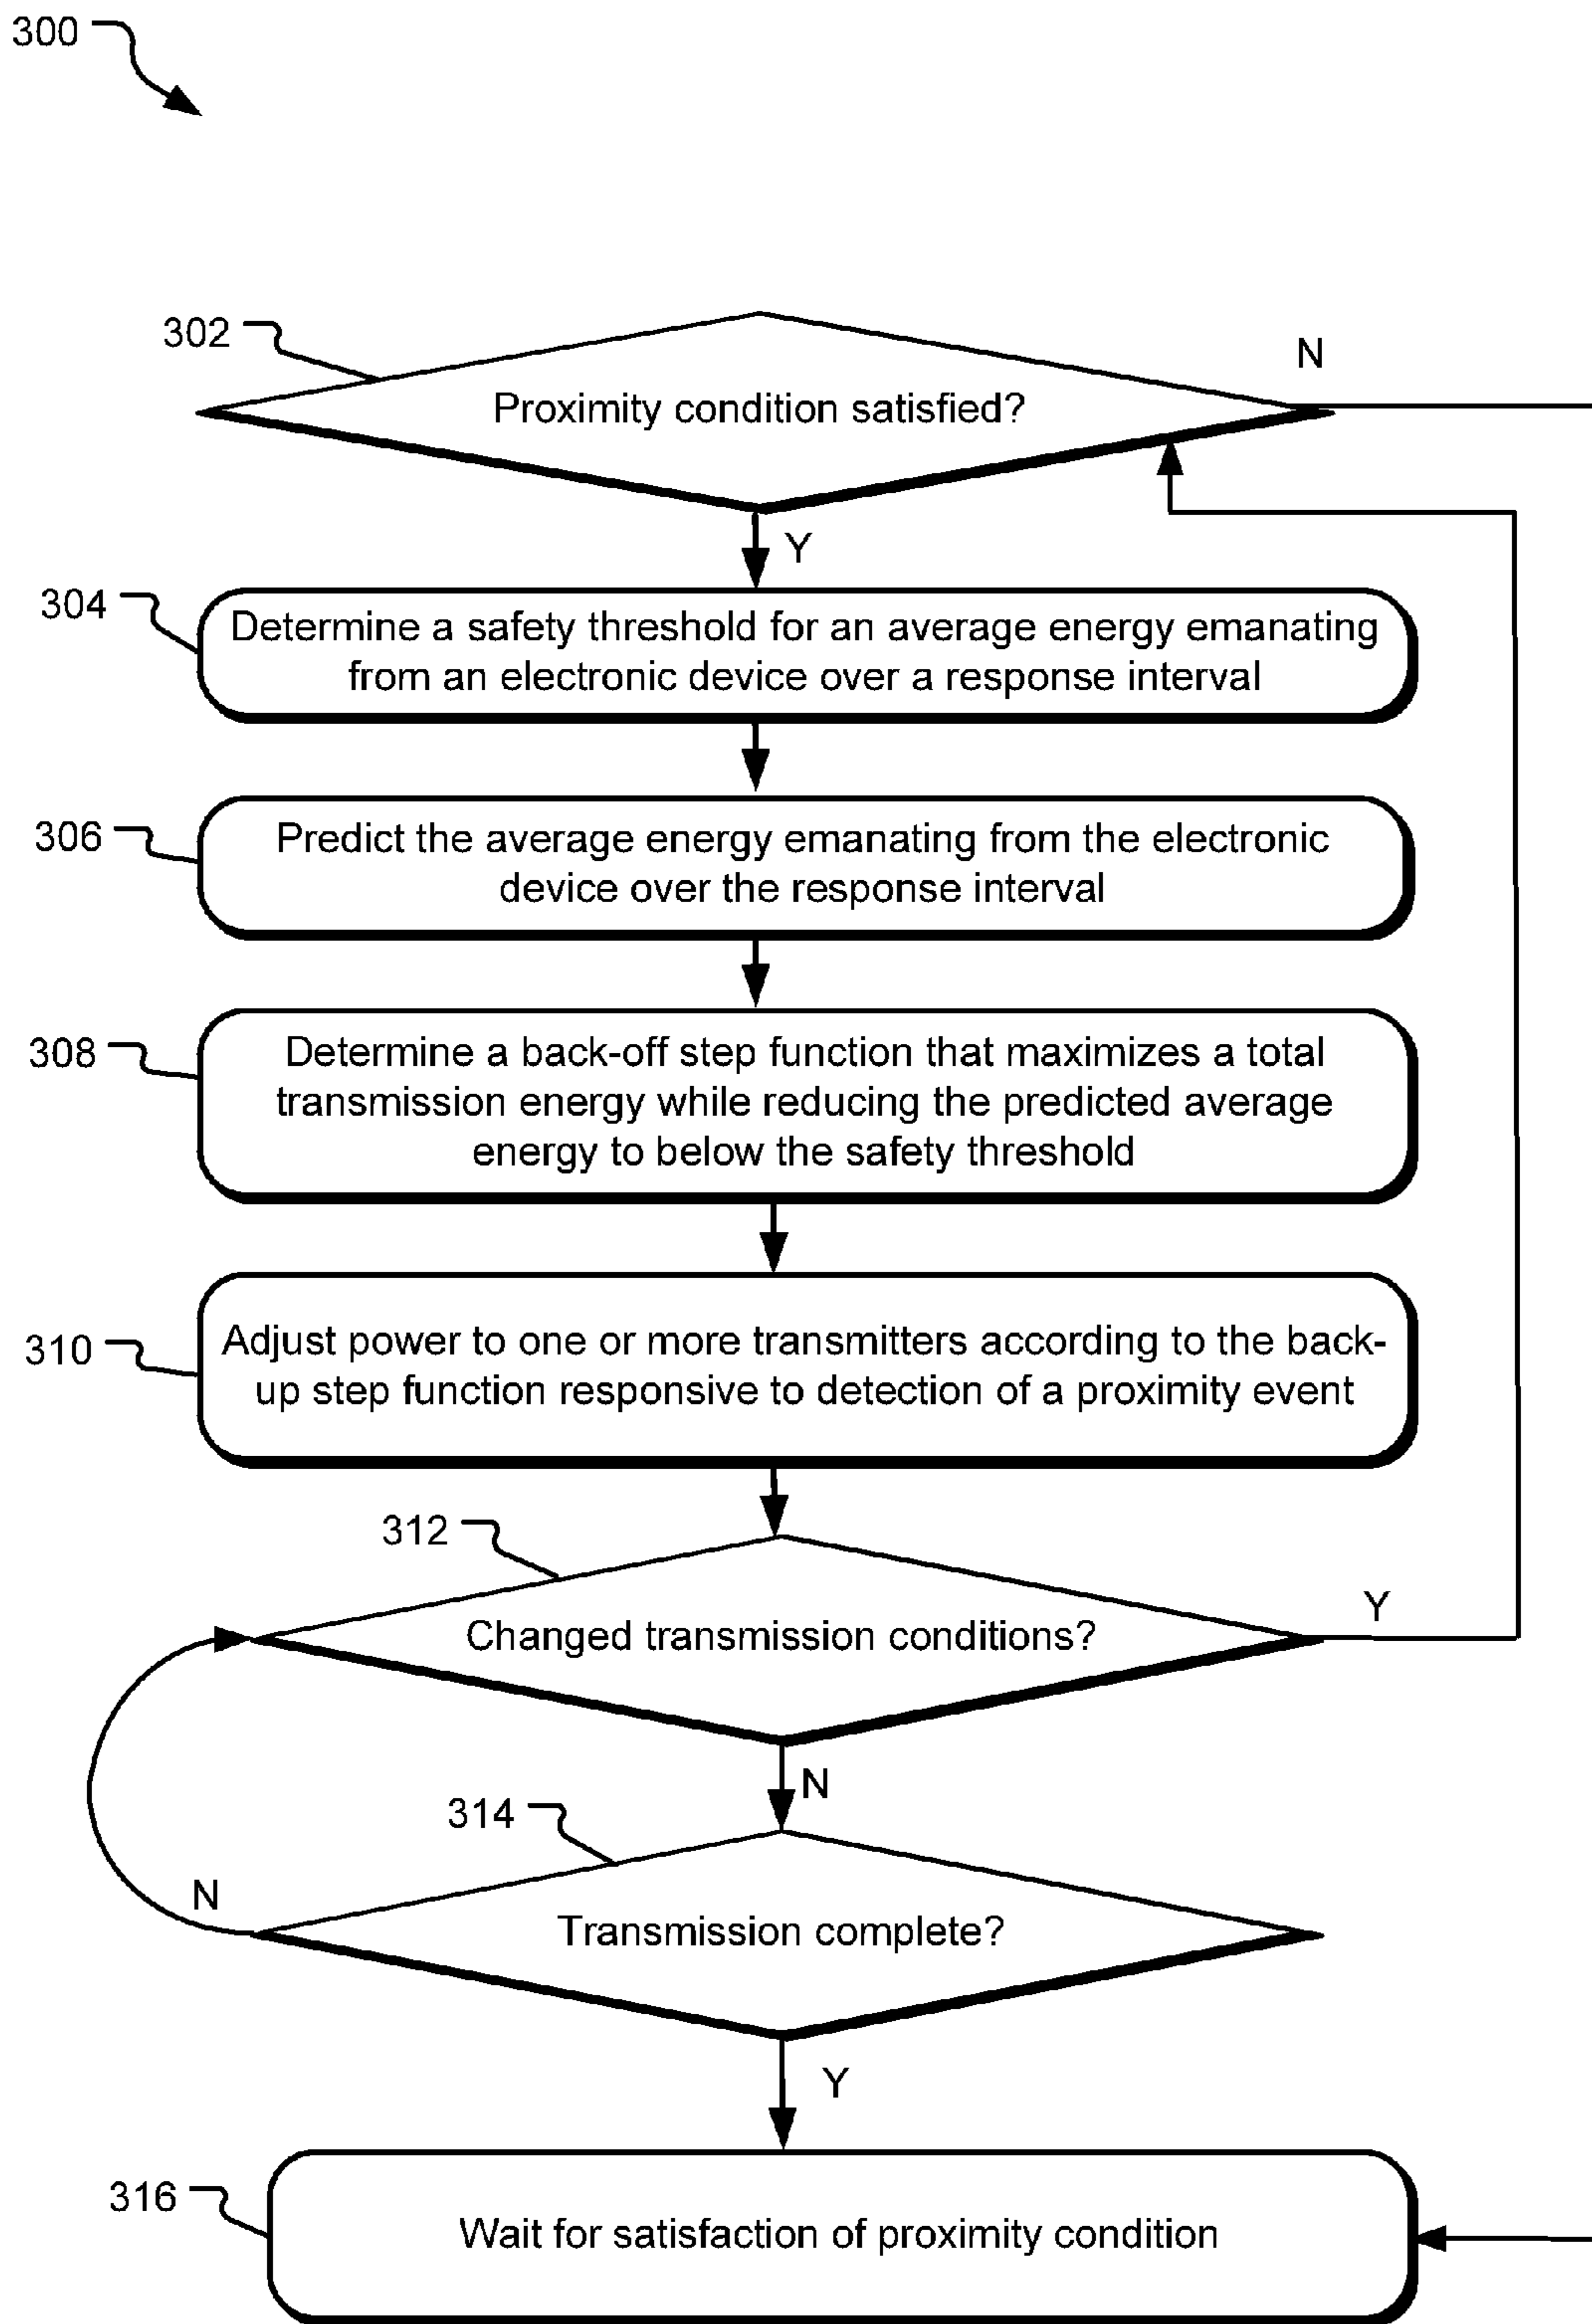 300
302
Proximity condition satisfied?
N
Y
304
Determine a safety threshold for an average energy emanating
from an electronic device over a response interval
306
Predict the average energy emanating from the electronic
device over the response interval
308
Determine a back-off step function that maximizes a total
transmission energy while reducing the predicted average
energy to below the safety threshold
310
Adjust power to one or more transmitters according to the back-
up step function responsive to detection of a proximity event
312
Changed transmission conditions?
Y
N
314
Transmission complete?
N
Y
316
Wait for satisfaction of proximity condition